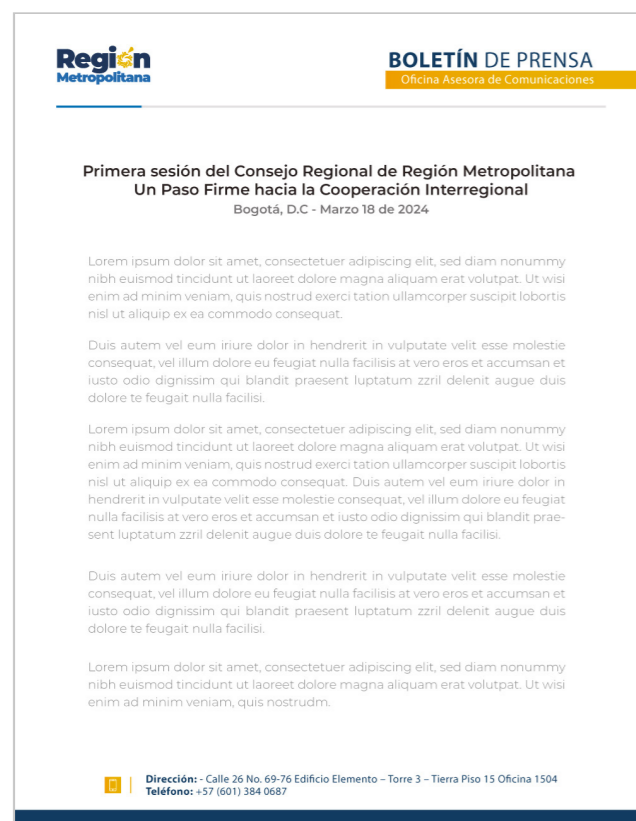 Región
Metropolitana
BOLETÍN DE PRENSA
Oficina Asesora de Comunicaciones
Primera sesión del Consejo Regional de Región Metropolitana
Un Paso Firme hacia la Cooperación Interregional
Bogotá, D.C - Marzo 18 de 2024
Lorem ipsum dolor sit amet, consectetuer adipiscing elit, sed diam nonummy
nibh euismod tincidunt ut laoreet dolore magna aliquam erat volutpat. Ut wisi
enim ad minim veniam, quis nostrud exerci tation ullamcorper suscipit lobortis
nisl ut aliquip ex ea commodo consequat.
Duis autem vel eum iriure dolor in hendrerit in vulputate velit esse molestie
consequat, vel illum dolore eu feugiat nulla facilisis at vero eros et accumsan et
iusto odio dignissim qui blandit praesent luptatum zzril delenit augue duis
dolore te feugait nulla facilisi.
Lorem ipsum dolor sit amet, consectetuer adipiscing elit, sed diam nonummy
nibh euismod tincidunt ut laoreet dolore magna aliquam erat volutpat. Ut wisi
enim ad minim veniam, quis nostrud exerci tation ullamcorper suscipit lobortis
nisl ut aliquip ex ea commodo consequat. Duis autem vel eum iriure dolor in
hendrerit in vulputate velit esse molestie consequat, vel illum dolore eu feugiat
nulla facilisis at vero eros et accumsan et iusto odio dignissim qui blandit prae-
sent luptatum zzril delenit augue duis dolore te feugait nulla facilisi.
Duis autem vel eum iriure dolor in hendrerit in vulputate velit esse molestie
consequat, vel illum dolore eu feugiat nulla facilisis at vero eros et accumsan et
iusto odio dignissim qui blandit praesent luptatum zzril delenit augue duis
dolore te feugait nulla facilisi.
Lorem ipsum dolor sit amet, consectetuer adipiscing elit, sed diam nonummy
nibh euismod tincidunt ut laoreet dolore magna aliquam erat volutpat. Ut wisi
enim ad minim veniam, quis nostrudm.
Dirección: - Calle 26 No. 69-76 Edificio Elemento – Torre 3 – Tierra Piso 15 Oficina 1504
Teléfono: +57 (601) 384 0687